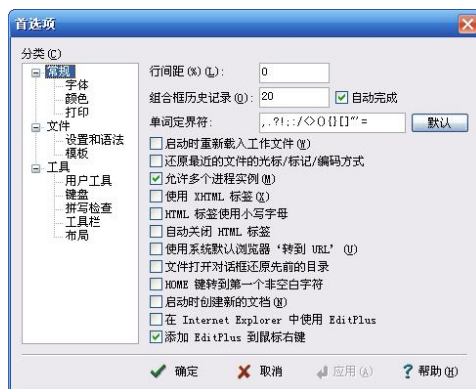 首选项
分类(C)
常规
字体
颜色
打印
文件
设置和语法
模板
工具
用户工具
键盘
拼写检查
工具栏
布局
行间距(%)(L): 0
组合框历史记录(O): 20 自动完成
单词定界符: ,.?!;:/<>(){}[]"'= 默认
启动时重新载入工作文件(W)
还原最近的文件的光标/标记/编码方式
允许多个进程实例(M)
使用 XHTML 标签(X)
HTML 标签使用小写字母
自动关闭 HTML 标签
使用系统默认浏览器‘转到 URL’(U)
文件打开对话框还原先前的目录
HOME 键转到第一个非空白字符
启动时创建新的文档(N)
在 Internet Explorer 中使用 EditPlus
添加 EditPlus 到鼠标右键
确定 取消 应用(A) ? 帮助(H)